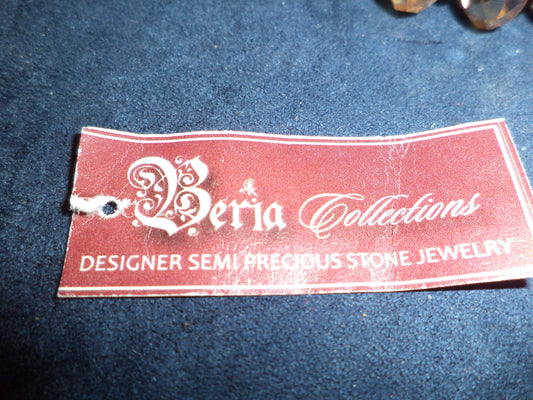 Beria Collections
DESIGNER SEMI PRECIOUS STONE JEWELRY